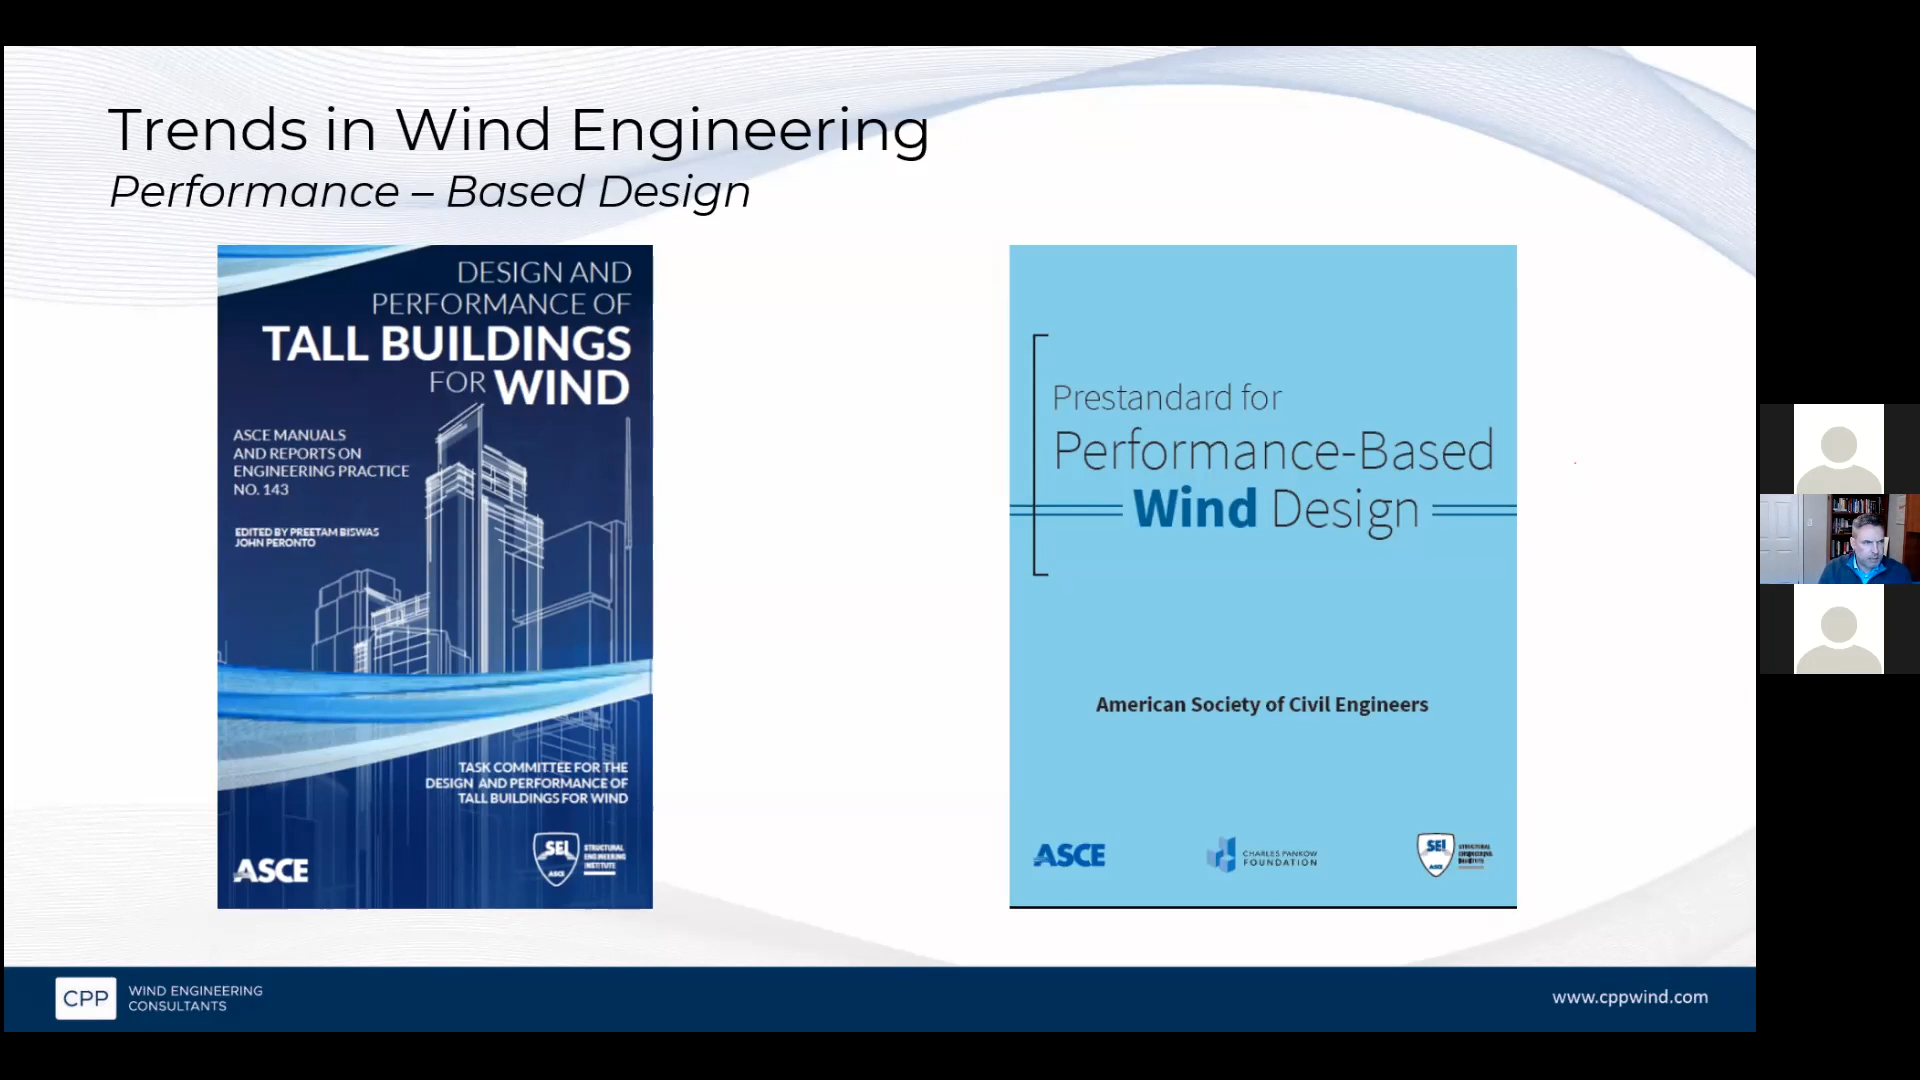 Trends in Wind Engineering
Performance – Based Design
DESIGN AND
PERFORMANCE OF
TALL BUILDINGS
FOR WIND
ASCE MANUALS
AND REPORTS ON
ENGINEERING PRACTICE
NO. 143
EDITED BY PREETAM BISWAS
JOHN PERONTO
TASK COMMITTEE FOR THE
DESIGN AND PERFORMANCE OF
TALL BUILDINGS FOR WIND
ASCE
SEI
ASCE
STRUCTURAL
ENGINEERING
INSTITUTE
Prestandard for
Performance-Based
Wind Design
American Society of Civil Engineers
ASCE
CHARLES PANKOW
FOUNDATION
SEI
ASCE
STRUCTURAL
ENGINEERING
INSTITUTE
CPP
WIND ENGINEERING
CONSULTANTS
www.cppwind.com